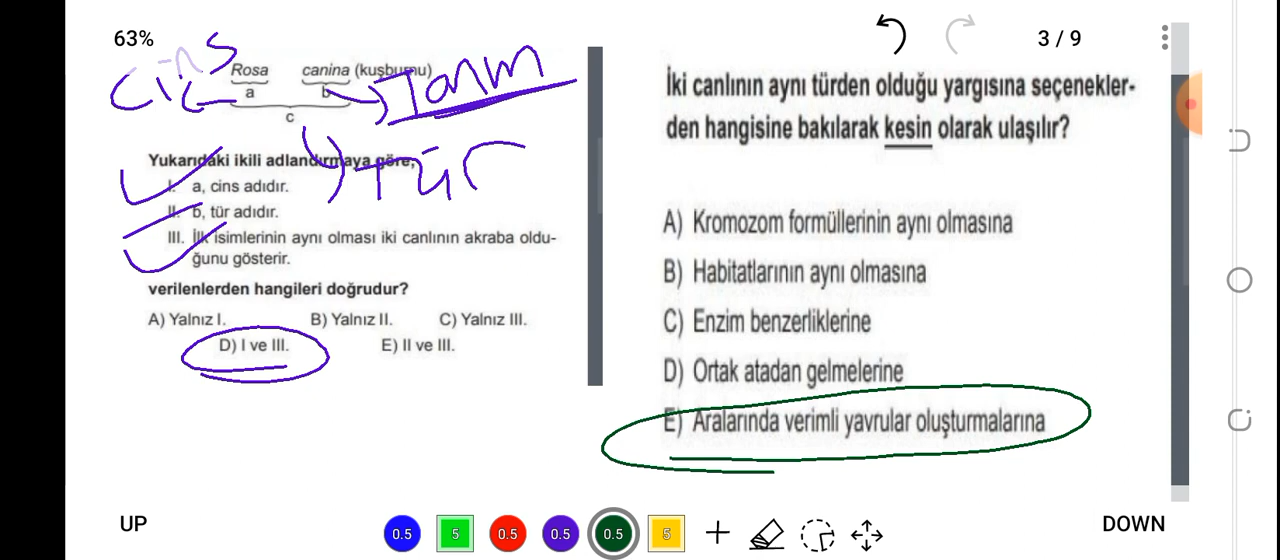 63%
3 / 9
cins
Rosa canina (kuşburnu)
a b
c
Tanım
Tür
Yukarıdaki ikili adlandırmaya göre,
I. a, cins adıdır.
II. b, tür adıdır.
III. İlk isimlerinin aynı olması iki canlının akraba oldu-
ğunu gösterir.
verilenlerden hangileri doğrudur?
A) Yalnız I. B) Yalnız II. C) Yalnız III.
D) I ve III. E) II ve III.
İki canlının aynı türden olduğu yargısına seçenekler-
den hangisine bakılarak kesin olarak ulaşılır?
A) Kromozom formüllerinin aynı olmasına
B) Habitatlarının aynı olmasına
C) Enzim benzerliklerine
D) Ortak atadan gelmelerine
E) Aralarında verimli yavrular oluşturmalarına
UP
0.5 5 0.5 0.5 0.5 5
DOWN